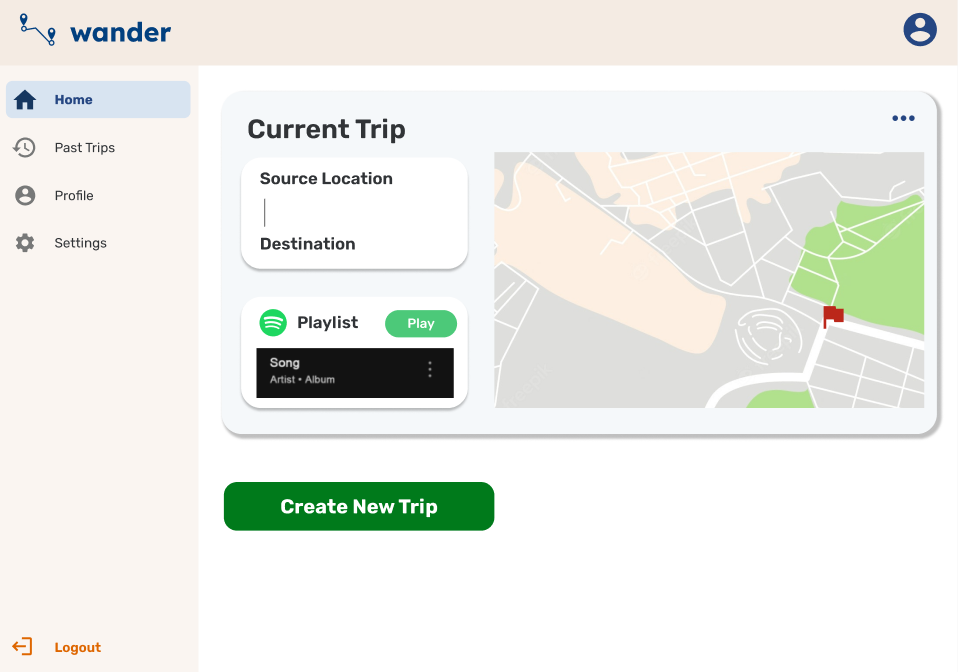 wander
Home
Past Trips
Profile
Settings
Logout
Current Trip
Source Location
Destination
Playlist
Play
Song
Artist • Album
Create New Trip